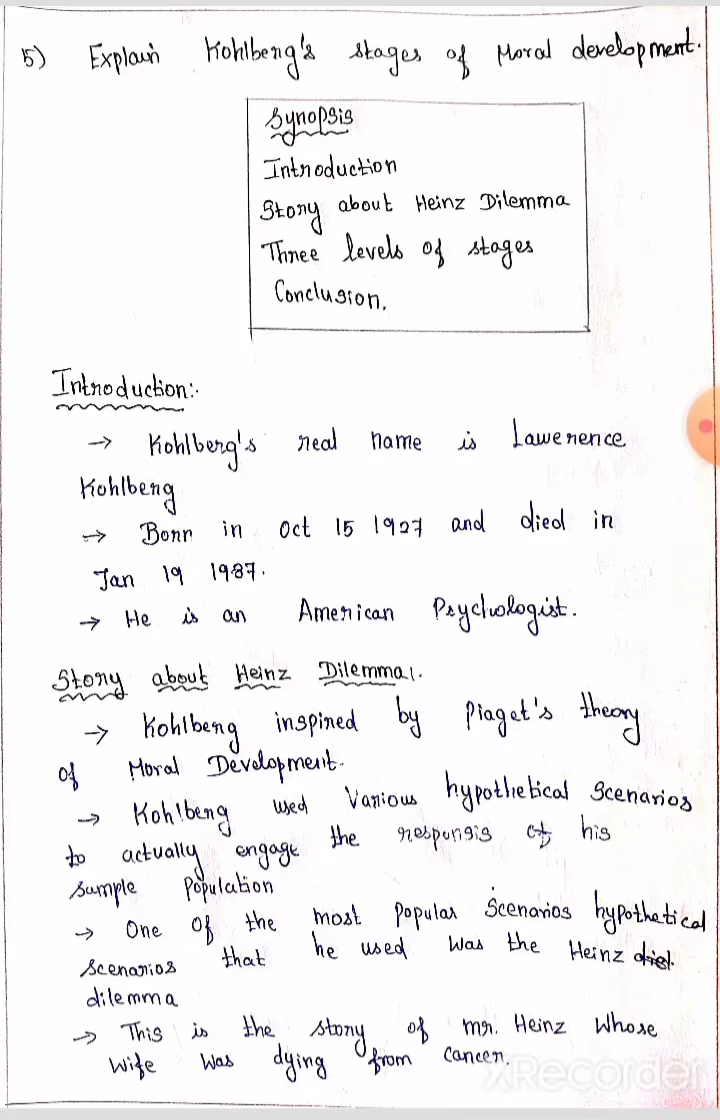 5) Explain Kohlberg's stages of Moral development.
Synopsis
Introduction
Story about Heinz Dilemma
Three levels of stages
Conclusion.
Introduction:-
→ Kohlberg's real name is Lawerence
Kohlberg
→ Born in Oct 15 1927 and died in
Jan 19 1987.
→ He is an American Psychologist.
Story about Heinz Dilemma.
→ Kohlberg inspined by Piaget's theory
of Moral Development.
→ Kohlberg used Various hypothetical Scenarios
to actually engage the responsis of his
sample population
→ One of the most popular Scenarios hypothetical
scenarios that he used was the Heinz
dilemma
→ This is the story of mr. Heinz whose
wife was dying from cancer.
XRecorder